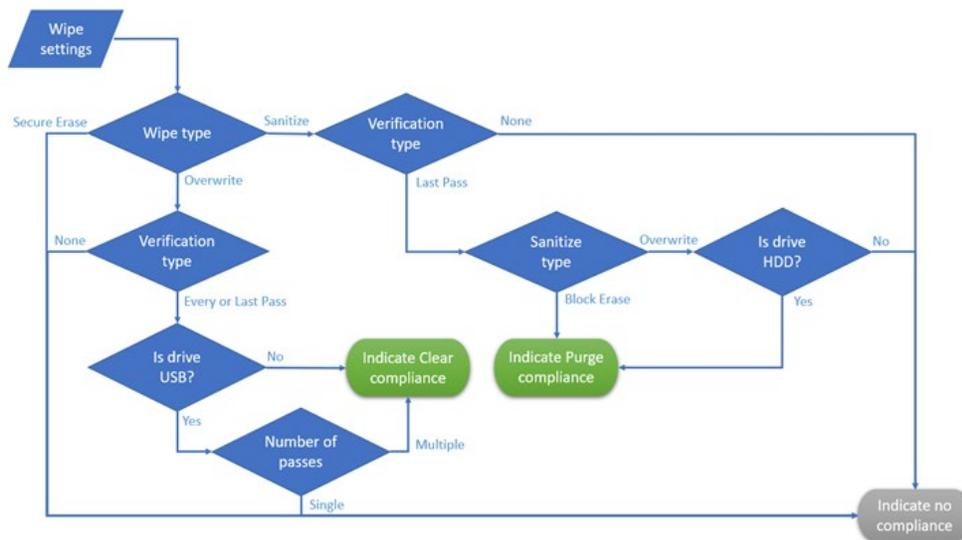 Wipe
settings
Secure Erase
Wipe type
Sanitize
Verification
type
None
Overwrite
Last Pass
None
Verification
type
Sanitize
type
Overwrite
Is drive
HDD?
No
Every or Last Pass
Block Erase
Yes
Is drive
USB?
No
Indicate Clear
compliance
Indicate Purge
compliance
Yes
Number of
passes
Multiple
Single
Indicate no
compliance